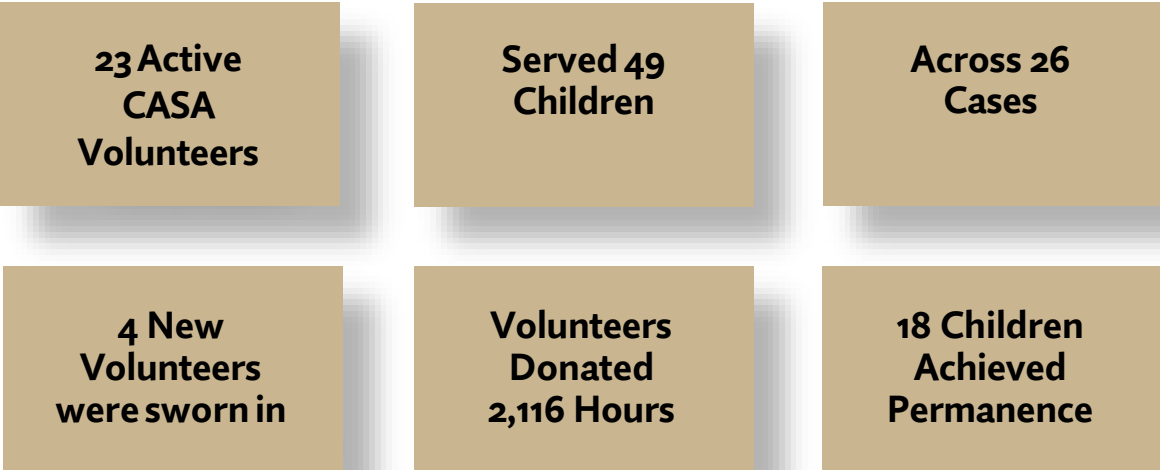 23 Active
CASA
Volunteers
Served 49
Children
Across 26
Cases
4 New
Volunteers
were sworn in
Volunteers
Donated
2,116 Hours
18 Children
Achieved
Permanence